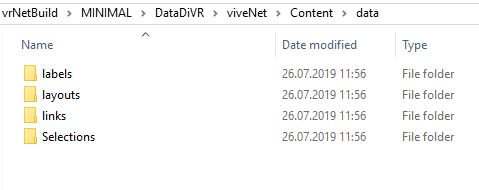 vrNetBuild > MINIMAL > DataDiVR > viveNet > Content > data
Name Date modified Type
labels 26.07.2019 11:56 File folder
layouts 26.07.2019 11:56 File folder
links 26.07.2019 11:56 File folder
Selections 26.07.2019 11:56 File folder